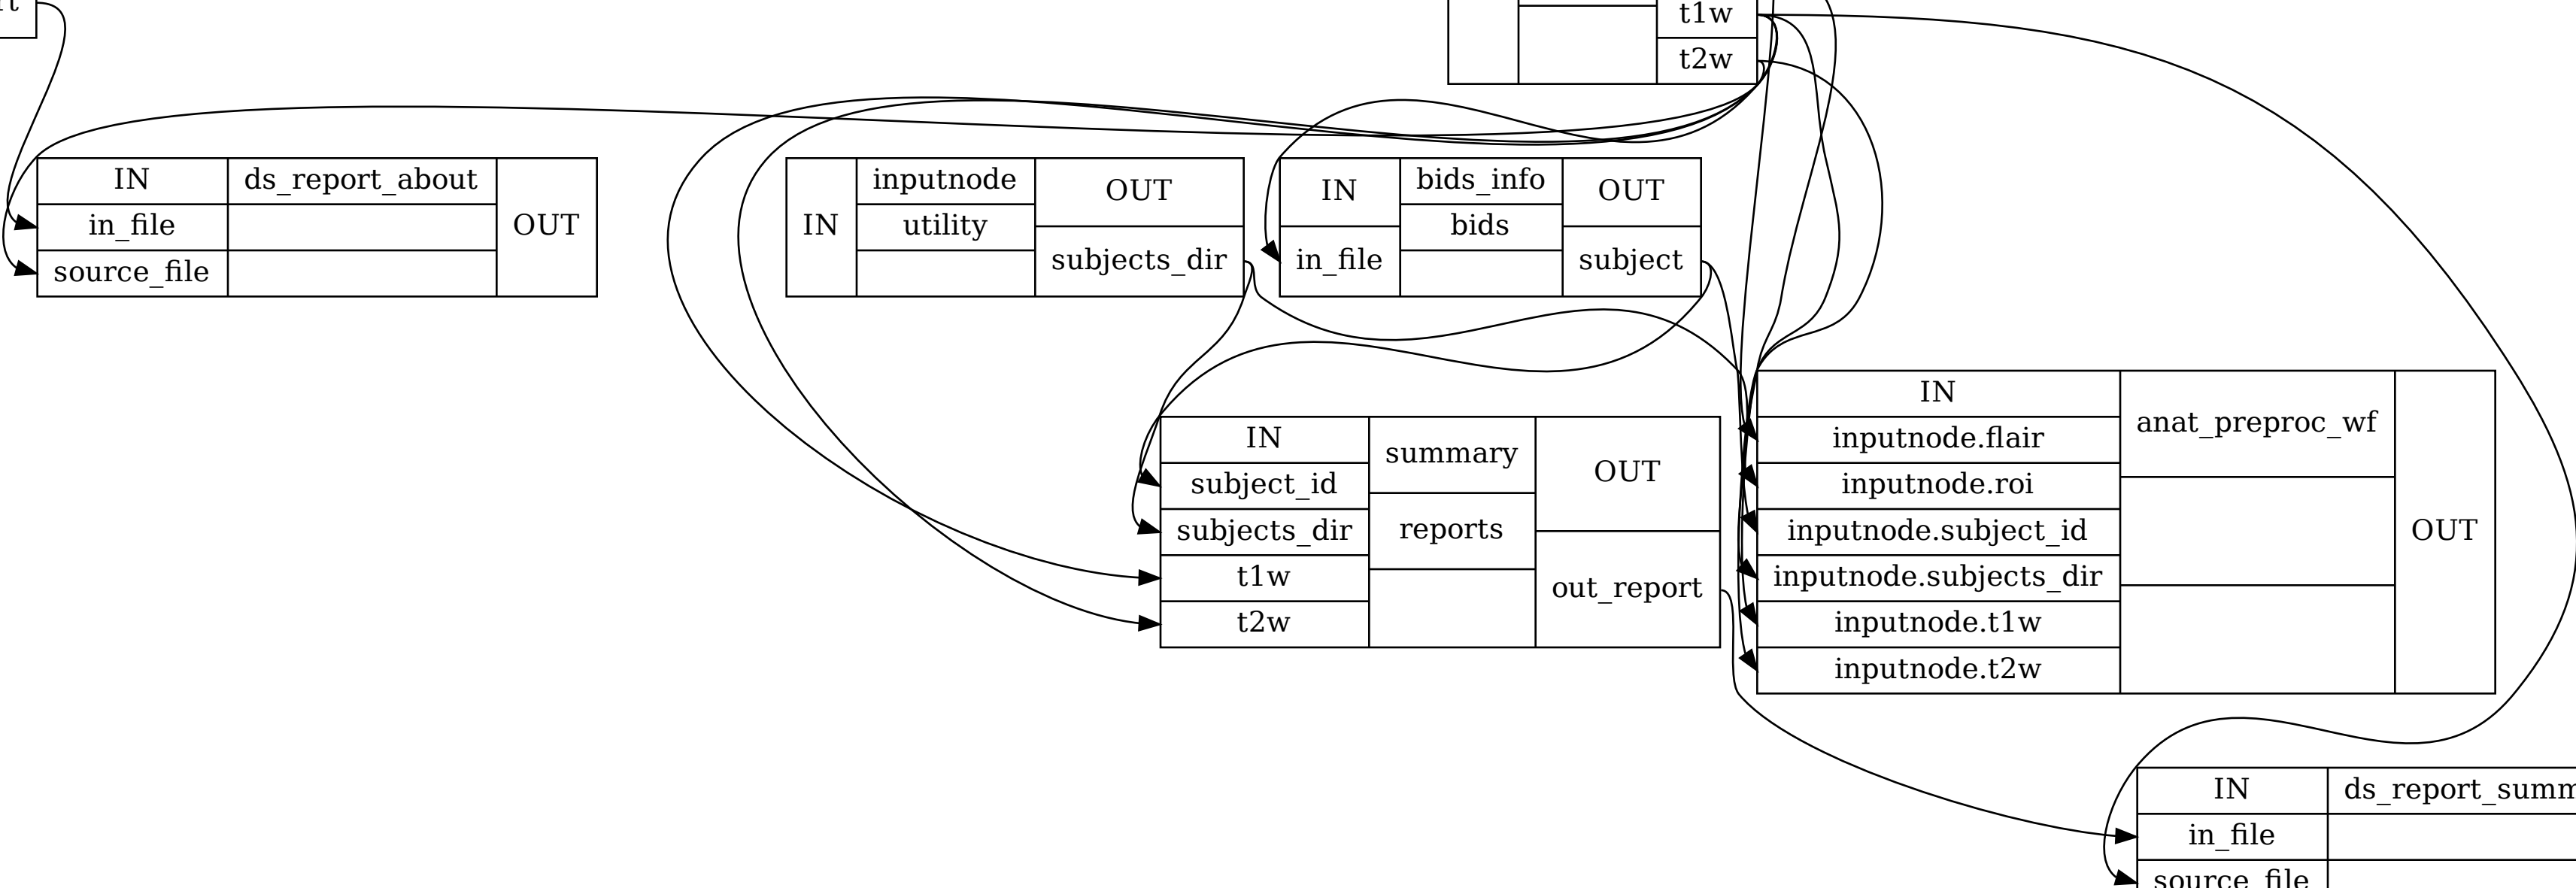 t1w
t2w
IN
ds_report_about
OUT
in_file
source_file
IN
inputnode
utility
OUT
subjects_dir
IN
in_file
bids_info
bids
OUT
subject
IN
subject_id
subjects_dir
t1w
t2w
summary
reports
OUT
out_report
IN
inputnode.flair
inputnode.roi
inputnode.subject_id
inputnode.subjects_dir
inputnode.t1w
inputnode.t2w
anat_preproc_wf
OUT
IN
ds_report_summ
in_file
source_file